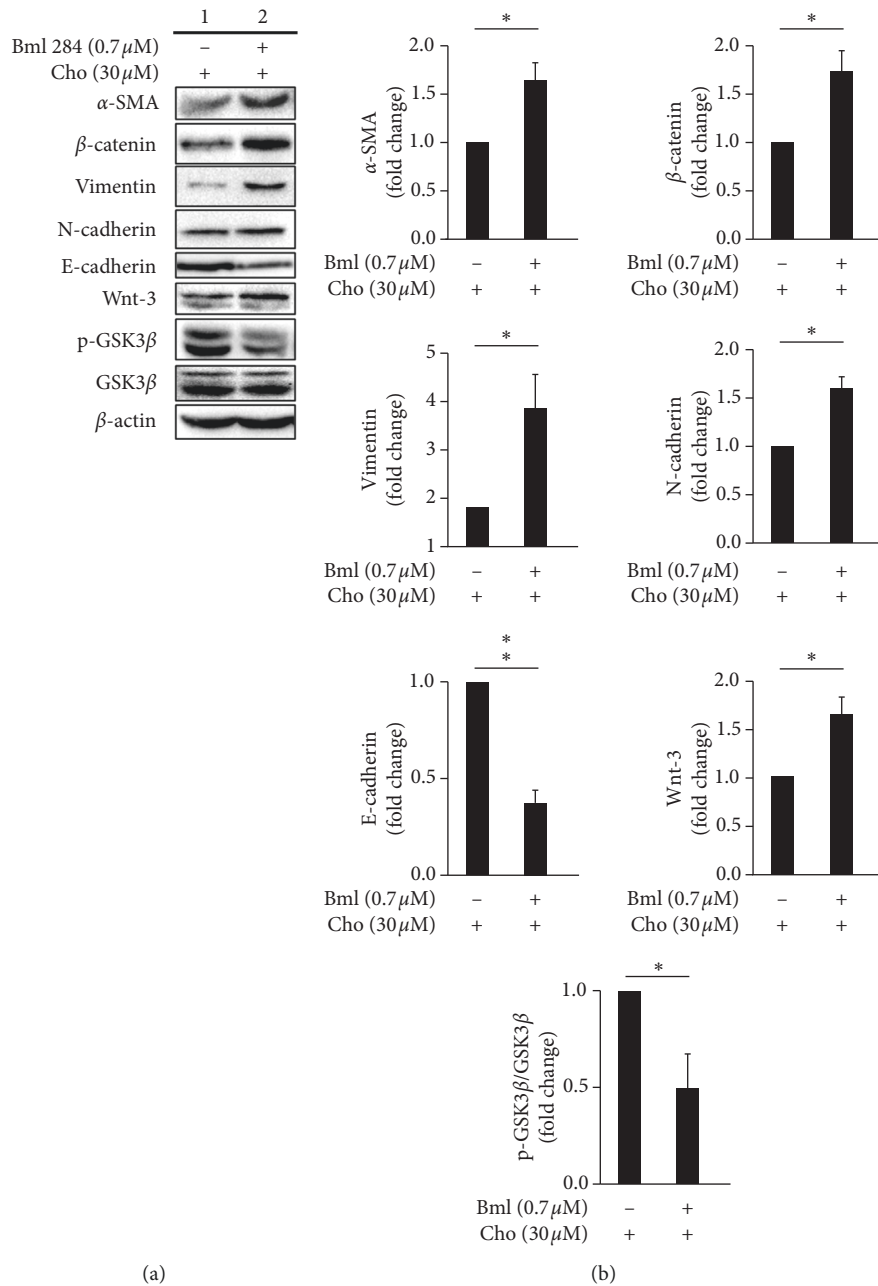 1 2
Bml 284 (0.7 μM) – +
Cho (30 μM) + +
α-SMA
β-catenin
Vimentin
N-cadherin
E-cadherin
Wnt-3
p-GSK3β
GSK3β
β-actin
(a)
*
2.0
1.5
1.0
0.5
0.0
α-SMA
(fold change)
Bml (0.7 μM) – +
Cho (30 μM) + +
*
2.0
1.5
1.0
0.5
0.0
β-catenin
(fold change)
Bml (0.7 μM) – +
Cho (30 μM) + +
*
5
4
3
2
1
Vimentin
(fold change)
Bml (0.7 μM) – +
Cho (30 μM) + +
*
2.0
1.5
1.0
0.5
0.0
N-cadherin
(fold change)
Bml (0.7 μM) – +
Cho (30 μM) + +
*
*
1.0
0.5
0.0
E-cadherin
(fold change)
Bml (0.7 μM) – +
Cho (30 μM) + +
*
2.0
1.5
1.0
0.5
0.0
Wnt-3
(fold change)
Bml (0.7 μM) – +
Cho (30 μM) + +
*
1.0
0.5
0.0
p-GSK3β/GSK3β
(fold change)
Bml (0.7 μM) – +
Cho (30 μM) + +
(b)